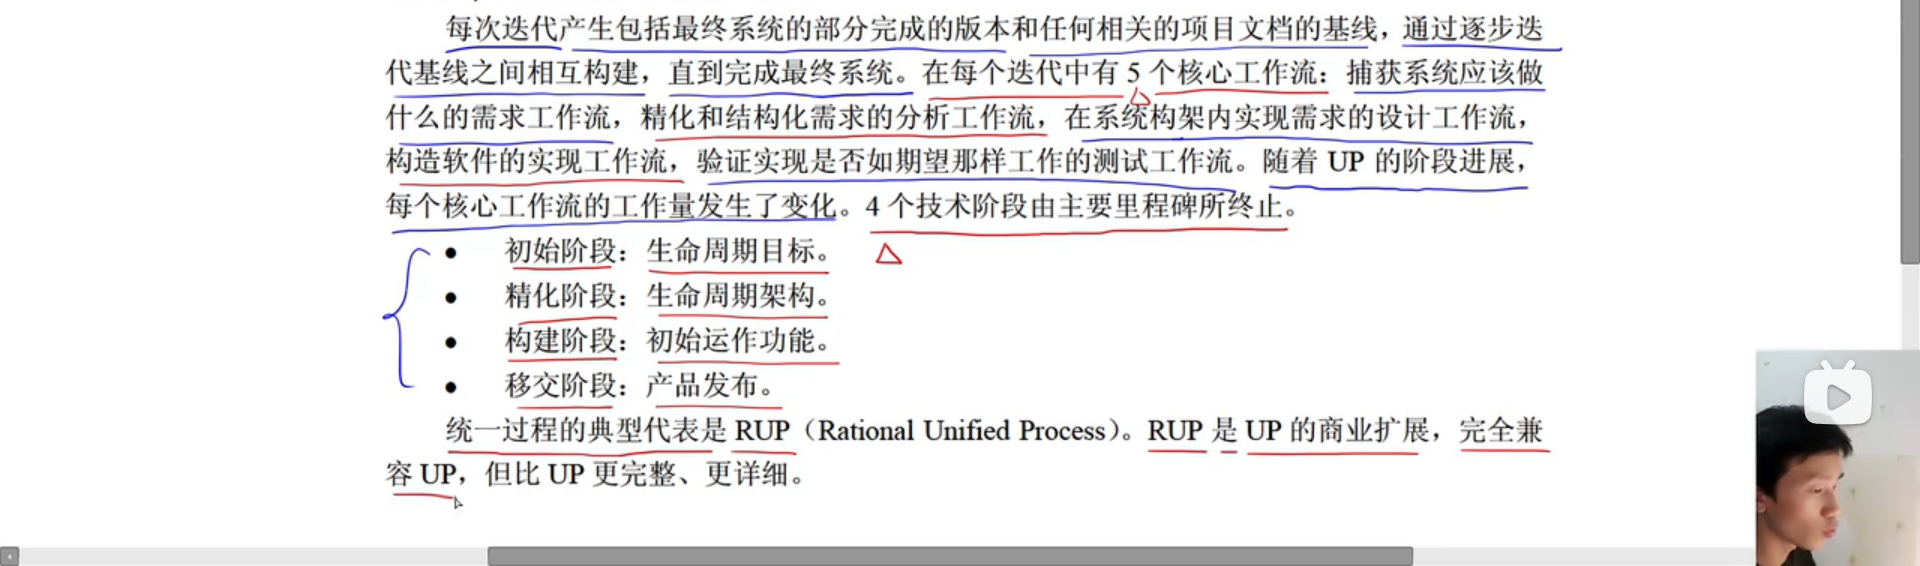 每次迭代产生包括最终系统的部分完成的版本和任何相关的项目文档的基线，通过逐步迭
代基线之间相互构建，直到完成最终系统。在每个迭代中有 5 个核心工作流：捕获系统应该做
什么的需求工作流，精化和结构化需求的分析工作流，在系统构架内实现需求的设计工作流，
构造软件的实现工作流，验证实现是否如期望那样工作的测试工作流。随着 UP 的阶段进展，
每个核心工作流的工作量发生了变化。4 个技术阶段由主要里程碑所终止。
● 初始阶段：生命周期目标。
● 精化阶段：生命周期架构。
● 构建阶段：初始运作功能。
● 移交阶段：产品发布。
统一过程的典型代表是 RUP（Rational Unified Process）。RUP 是 UP 的商业扩展，完全兼
容 UP，但比 UP 更完整、更详细。